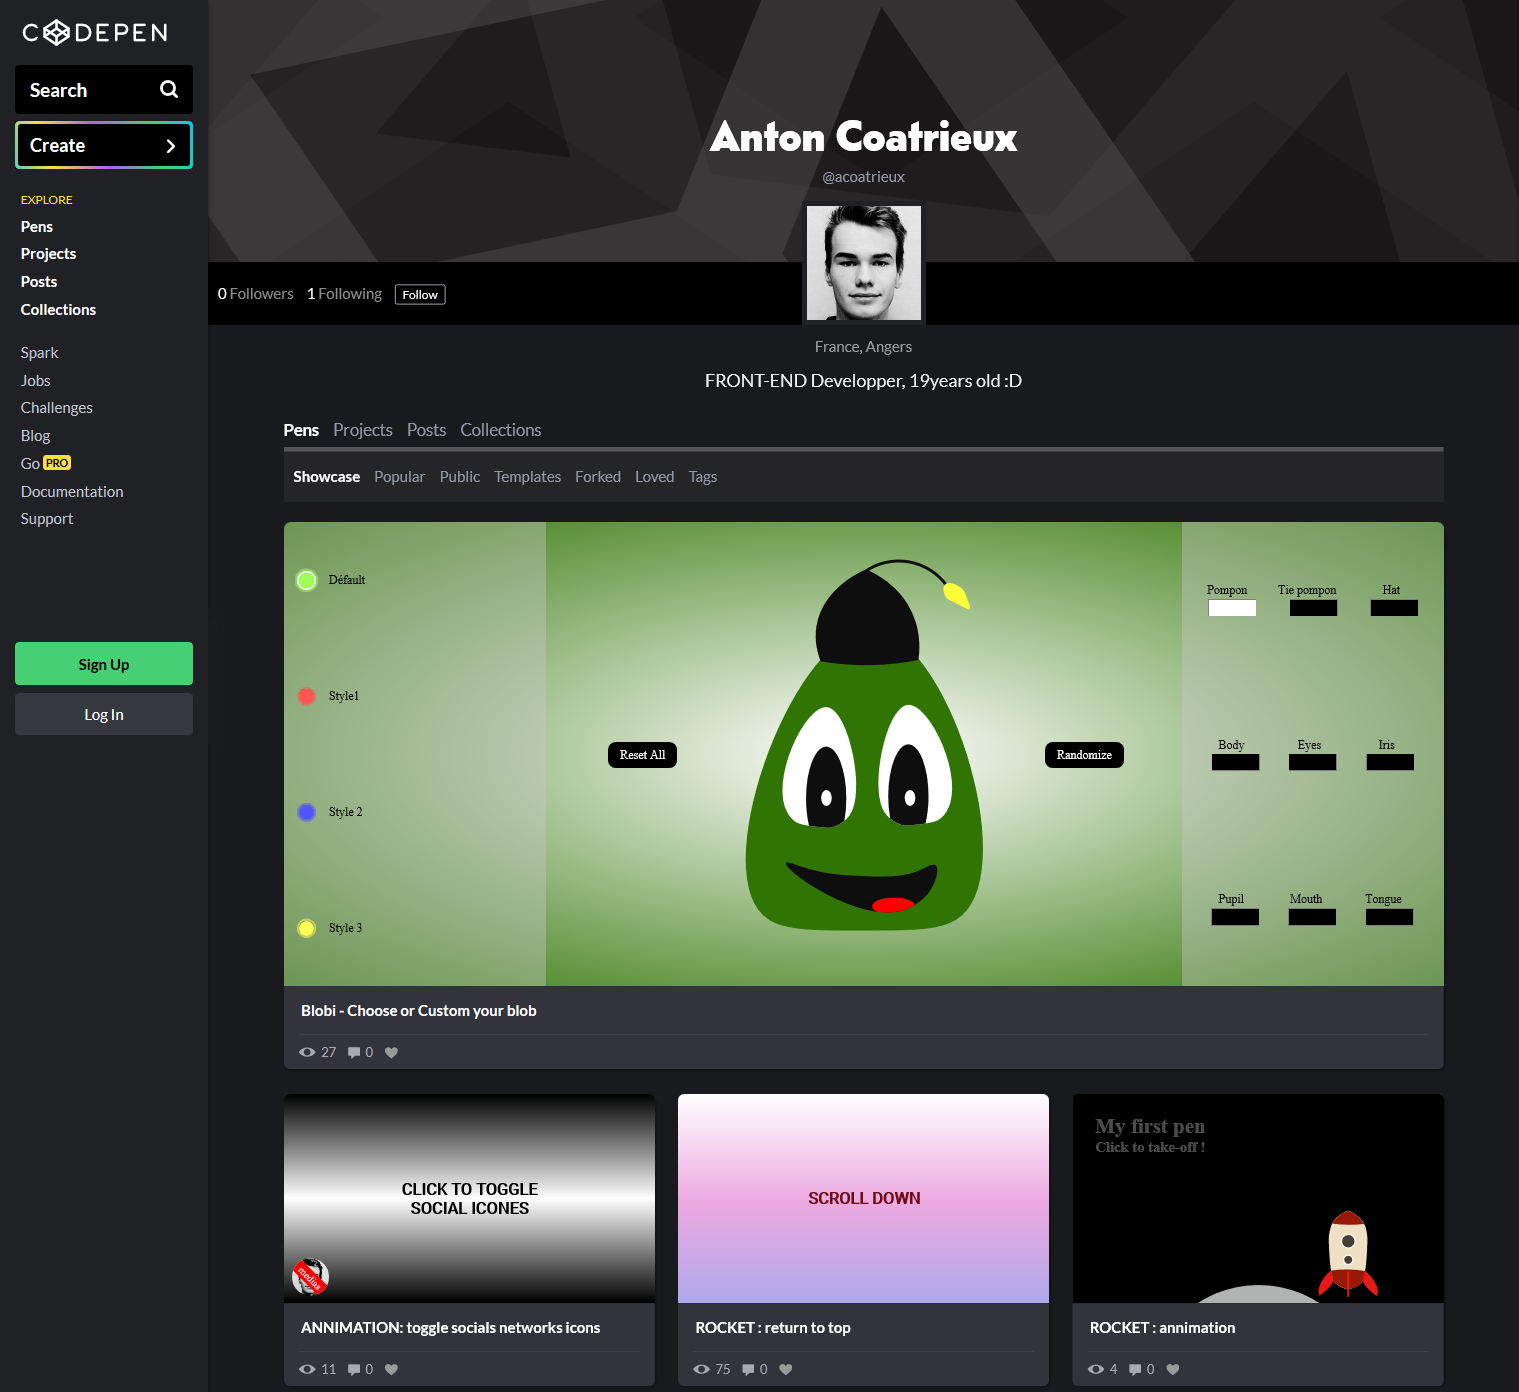 CODEPEN
Search
Create
EXPLORE
Pens
Projects
Posts
Collections
Spark
Jobs
Challenges
Blog
Go PRO
Documentation
Support
Sign Up
Log In
Anton Coatrieux
@acoatrieux
0 Followers 1 Following Follow
France, Angers
FRONT-END Developper, 19years old :D
Pens Projects Posts Collections
Showcase Popular Public Templates Forked Loved Tags
Défault
Style1
Style 2
Style 3
Reset All
Randomize
Pompon Tie pompon Hat
Body Eyes Iris
Pupil Mouth Tongue
Blobi - Choose or Custom your blob
27 0
CLICK TO TOGGLE
SOCIAL ICONES
medias
ANNIMATION: toggle socials networks icons
11 0
SCROLL DOWN
ROCKET : return to top
75 0
My first pen
Click to take-off !
ROCKET : annimation
4 0